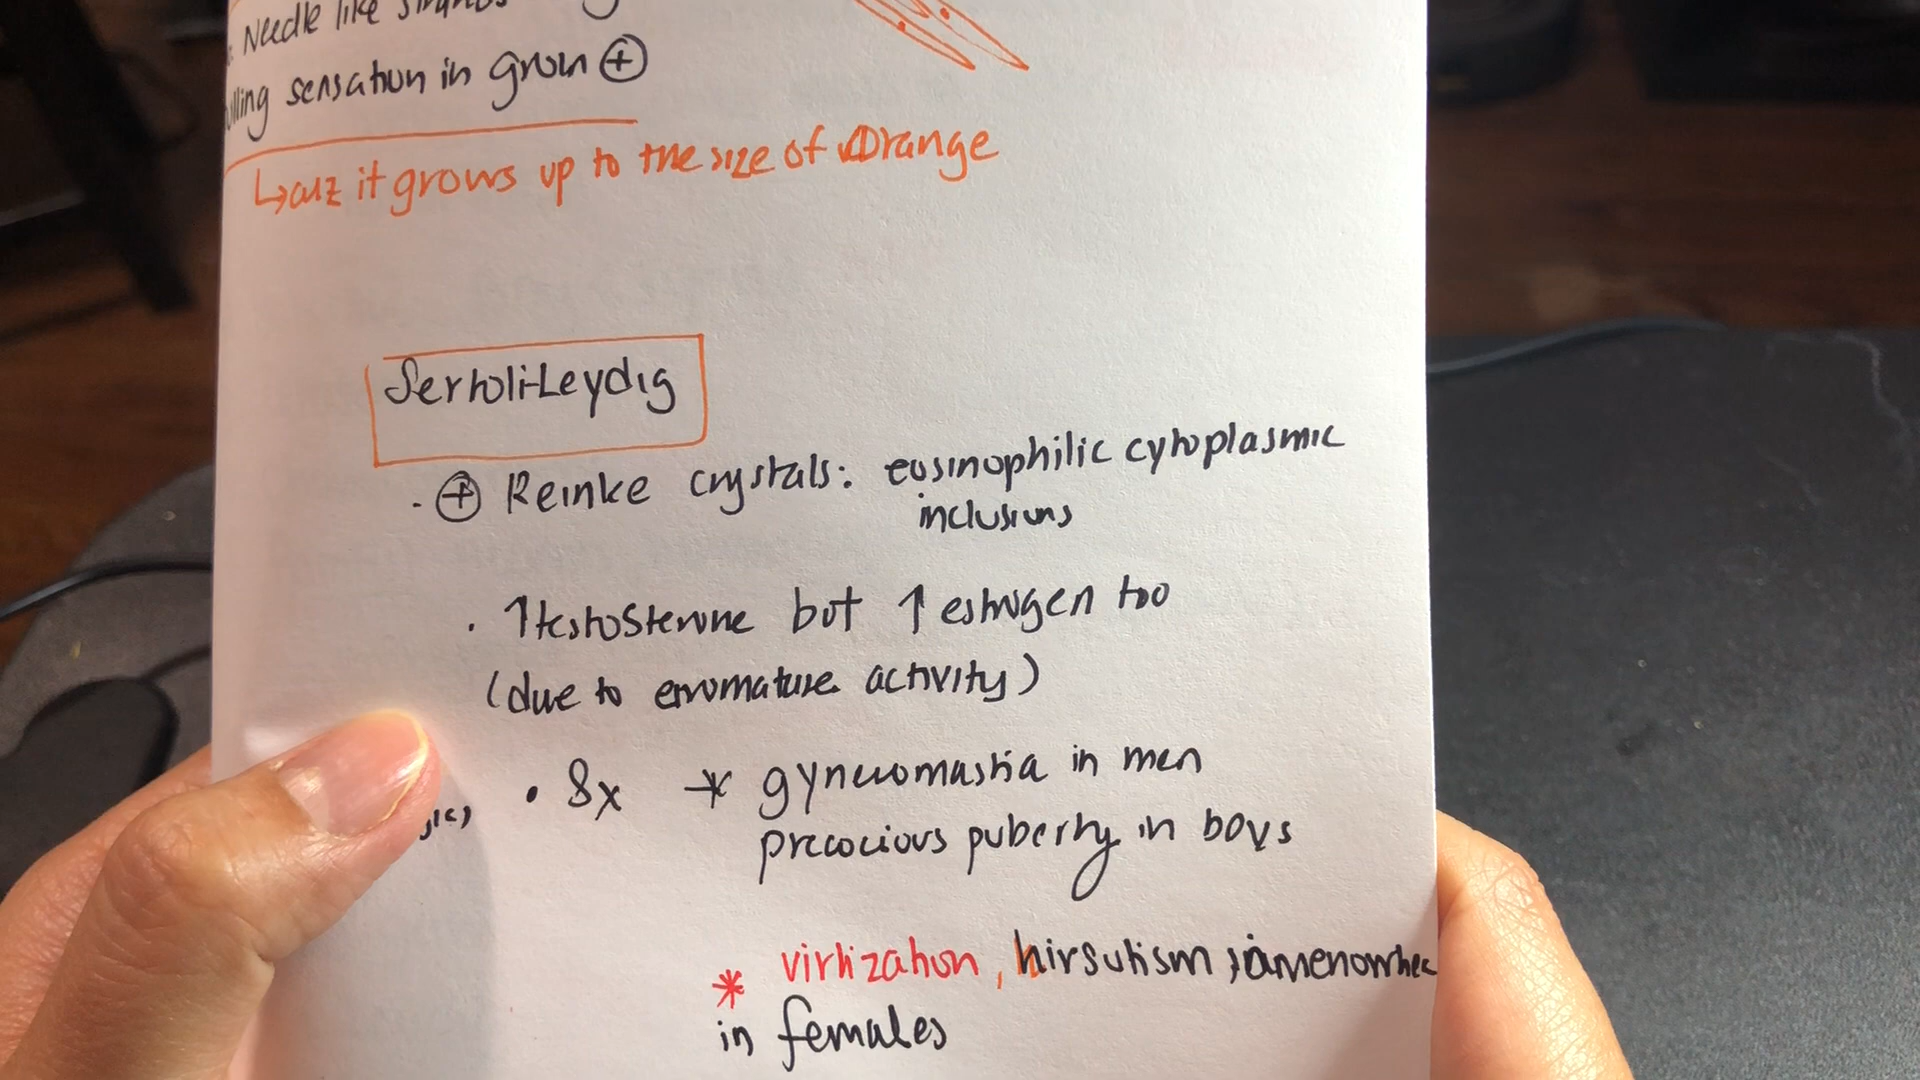 Needle like
sensation in groin ⊕
↳ cuz it grows up to the size of Orange
Sertoli-Leydig
· ⊕ Reinke crystals: eosinophilic cytoplasmic
inclusions
· ↑testosterone but ↑ estrogen too
(due to activity)
• Sx * gynecomastia in men
precocious puberty in boys
* virlization, hirsutism, amenorrhea
in females